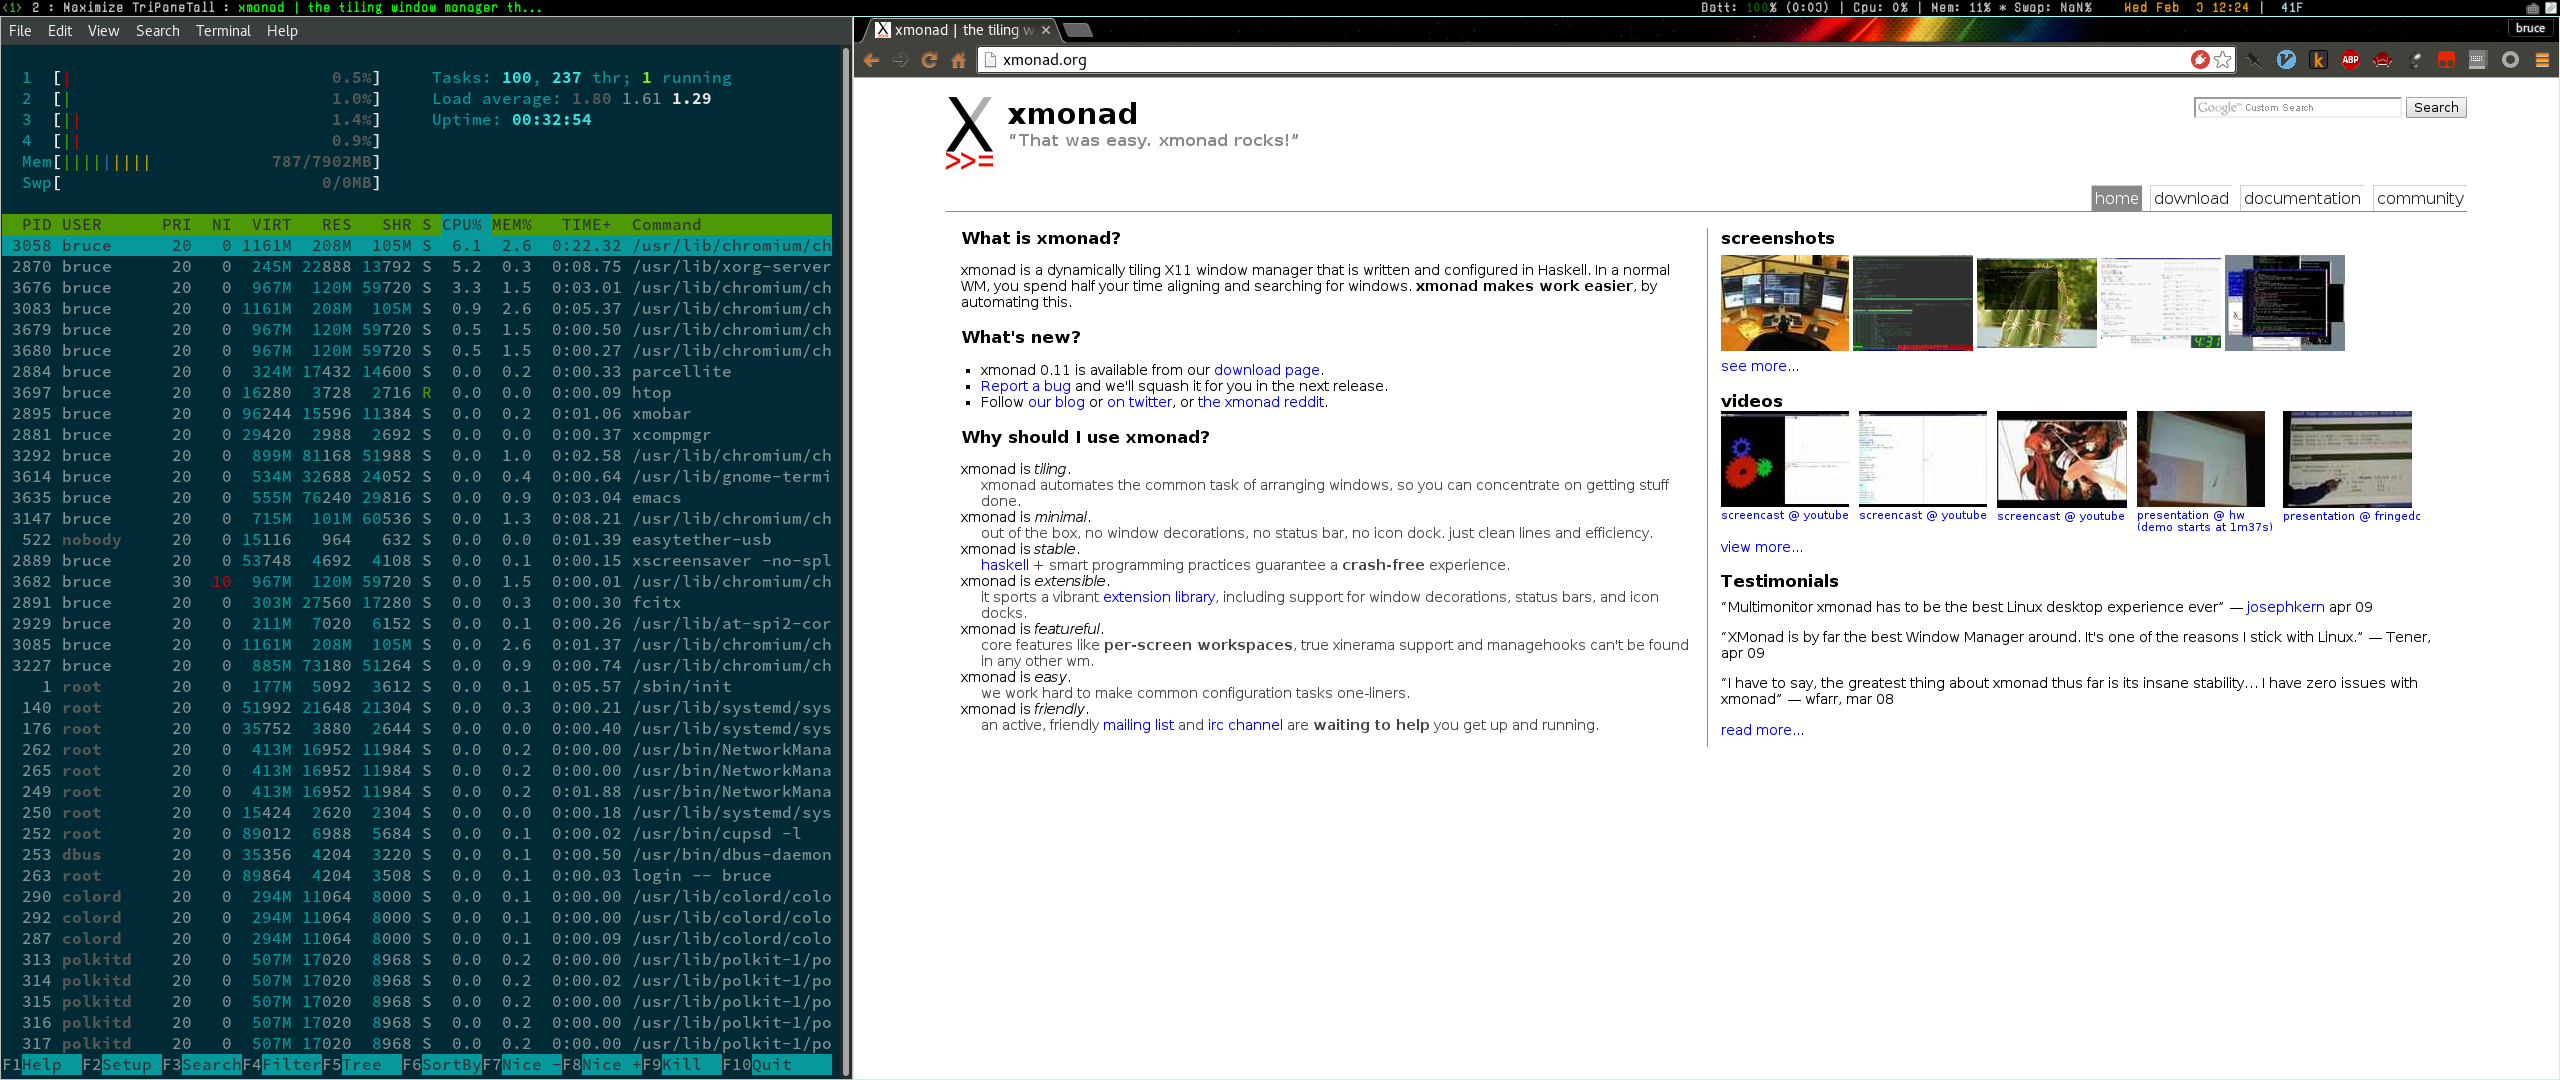 <1> 2 : Maximize TriPaneTall : xmonad | the tiling window manager th...
Batt: 100% (0:00) | Cpu: 0% | Mem: 11% * Swap: NaN% Wed Feb 3 12:24 | 41F
File Edit View Search Terminal Help
1 [|| 0.5%] Tasks: 100, 237 thr; 1 running
2 [| 1.0%] Load average: 1.80 1.61 1.29
3 [|| 1.4%] Uptime: 00:32:54
4 [|| 0.9%]
Mem[||||||||| 787/7902MB]
Swp[ 0/0MB]
PID USER PRI NI VIRT RES SHR S CPU% MEM% TIME+ Command
3058 bruce 20 0 1161M 208M 105M S 6.1 2.6 0:22.32 /usr/lib/chromium/ch
2870 bruce 20 0 245M 22888 13792 S 5.2 0.3 0:08.75 /usr/lib/xorg-server
3676 bruce 20 0 967M 120M 59720 S 3.3 1.5 0:03.01 /usr/lib/chromium/ch
3083 bruce 20 0 1161M 208M 105M S 0.9 2.6 0:05.37 /usr/lib/chromium/ch
3679 bruce 20 0 967M 120M 59720 S 0.5 1.5 0:00.50 /usr/lib/chromium/ch
3680 bruce 20 0 967M 120M 59720 S 0.5 1.5 0:00.27 /usr/lib/chromium/ch
2884 bruce 20 0 324M 17432 14600 S 0.0 0.2 0:00.33 parcellite
3697 bruce 20 0 16280 3728 2716 R 0.0 0.0 0:00.09 htop
2895 bruce 20 0 96244 15596 11384 S 0.0 0.2 0:01.06 xmobar
2881 bruce 20 0 29420 2988 2692 S 0.0 0.0 0:00.37 xcompmgr
3292 bruce 20 0 899M 81168 51988 S 0.0 1.0 0:02.58 /usr/lib/chromium/ch
3614 bruce 20 0 534M 32688 24052 S 0.0 0.4 0:00.64 /usr/lib/gnome-termi
3635 bruce 20 0 555M 76240 29816 S 0.0 0.9 0:03.04 emacs
3147 bruce 20 0 715M 101M 60536 S 0.0 1.3 0:08.21 /usr/lib/chromium/ch
522 nobody 20 0 15116 964 632 S 0.0 0.0 0:01.39 easytether-usb
2889 bruce 20 0 53748 4692 4108 S 0.0 0.1 0:00.15 xscreensaver -no-spl
3682 bruce 30 10 967M 120M 59720 S 0.0 1.5 0:00.01 /usr/lib/chromium/ch
2891 bruce 20 0 303M 27560 17280 S 0.0 0.3 0:00.30 fcitx
2929 bruce 20 0 211M 7020 6152 S 0.0 0.1 0:00.26 /usr/lib/at-spi2-cor
3085 bruce 20 0 1161M 208M 105M S 0.0 2.6 0:01.37 /usr/lib/chromium/ch
3227 bruce 20 0 885M 73180 51264 S 0.0 0.9 0:00.74 /usr/lib/chromium/ch
1 root 20 0 177M 5092 3612 S 0.0 0.1 0:05.57 /sbin/init
140 root 20 0 51992 21648 21304 S 0.0 0.3 0:00.21 /usr/lib/systemd/sys
176 root 20 0 35752 3880 2644 S 0.0 0.0 0:00.40 /usr/lib/systemd/sys
262 root 20 0 413M 16952 11984 S 0.0 0.2 0:00.00 /usr/bin/NetworkMana
265 root 20 0 413M 16952 11984 S 0.0 0.2 0:00.00 /usr/bin/NetworkMana
249 root 20 0 413M 16952 11984 S 0.0 0.2 0:01.88 /usr/bin/NetworkMana
250 root 20 0 15424 2620 2304 S 0.0 0.0 0:00.18 /usr/lib/systemd/sys
252 root 20 0 89012 6988 5684 S 0.0 0.1 0:00.02 /usr/bin/cupsd -l
253 dbus 20 0 35356 4204 3220 S 0.0 0.1 0:00.50 /usr/bin/dbus-daemon
263 root 20 0 89864 4204 3508 S 0.0 0.1 0:00.03 login -- bruce
290 colord 20 0 294M 11064 8000 S 0.0 0.1 0:00.00 /usr/lib/colord/colo
292 colord 20 0 294M 11064 8000 S 0.0 0.1 0:00.00 /usr/lib/colord/colo
287 colord 20 0 294M 11064 8000 S 0.0 0.1 0:00.09 /usr/lib/colord/colo
313 polkitd 20 0 507M 17020 8968 S 0.0 0.2 0:00.00 /usr/lib/polkit-1/po
314 polkitd 20 0 507M 17020 8968 S 0.0 0.2 0:00.02 /usr/lib/polkit-1/po
315 polkitd 20 0 507M 17020 8968 S 0.0 0.2 0:00.00 /usr/lib/polkit-1/po
316 polkitd 20 0 507M 17020 8968 S 0.0 0.2 0:00.00 /usr/lib/polkit-1/po
317 polkitd 20 0 507M 17020 8968 S 0.0 0.2 0:00.00 /usr/lib/polkit-1/po
F1Help F2Setup F3SearchF4FilterF5Tree F6SortByF7Nice -F8Nice +F9Kill F10Quit
xmonad | the tiling w
bruce
xmonad.org
ABP
X
>>=
xmonad
“That was easy. xmonad rocks!”
Google™ Custom Search Search
home download documentation community
What is xmonad?
xmonad is a dynamically tiling X11 window manager that is written and configured in Haskell. In a normal
WM, you spend half your time aligning and searching for windows. xmonad makes work easier, by
automating this.
What's new?
xmonad 0.11 is available from our download page.
Report a bug and we'll squash it for you in the next release.
Follow our blog or on twitter, or the xmonad reddit.
Why should I use xmonad?
xmonad is tiling.
xmonad automates the common task of arranging windows, so you can concentrate on getting stuff
done.
xmonad is minimal.
out of the box, no window decorations, no status bar, no icon dock. just clean lines and efficiency.
xmonad is stable.
haskell + smart programming practices guarantee a crash-free experience.
xmonad is extensible.
it sports a vibrant extension library, including support for window decorations, status bars, and icon
docks.
xmonad is featureful.
core features like per-screen workspaces, true xinerama support and managehooks can't be found
in any other wm.
xmonad is easy.
we work hard to make common configuration tasks one-liners.
xmonad is friendly.
an active, friendly mailing list and irc channel are waiting to help you get up and running.
screenshots
4:31
see more...
videos
screencast @ youtube
screencast @ youtube
screencast @ youtube
presentation @ hw
(demo starts at 1m37s)
presentation @ fringedc
view more...
Testimonials
“Multimonitor xmonad has to be the best Linux desktop experience ever” — josephkern apr 09
“XMonad is by far the best Window Manager around. It's one of the reasons I stick with Linux.” — Tener,
apr 09
“I have to say, the greatest thing about xmonad thus far is its insane stability... I have zero issues with
xmonad” — wfarr, mar 08
read more...